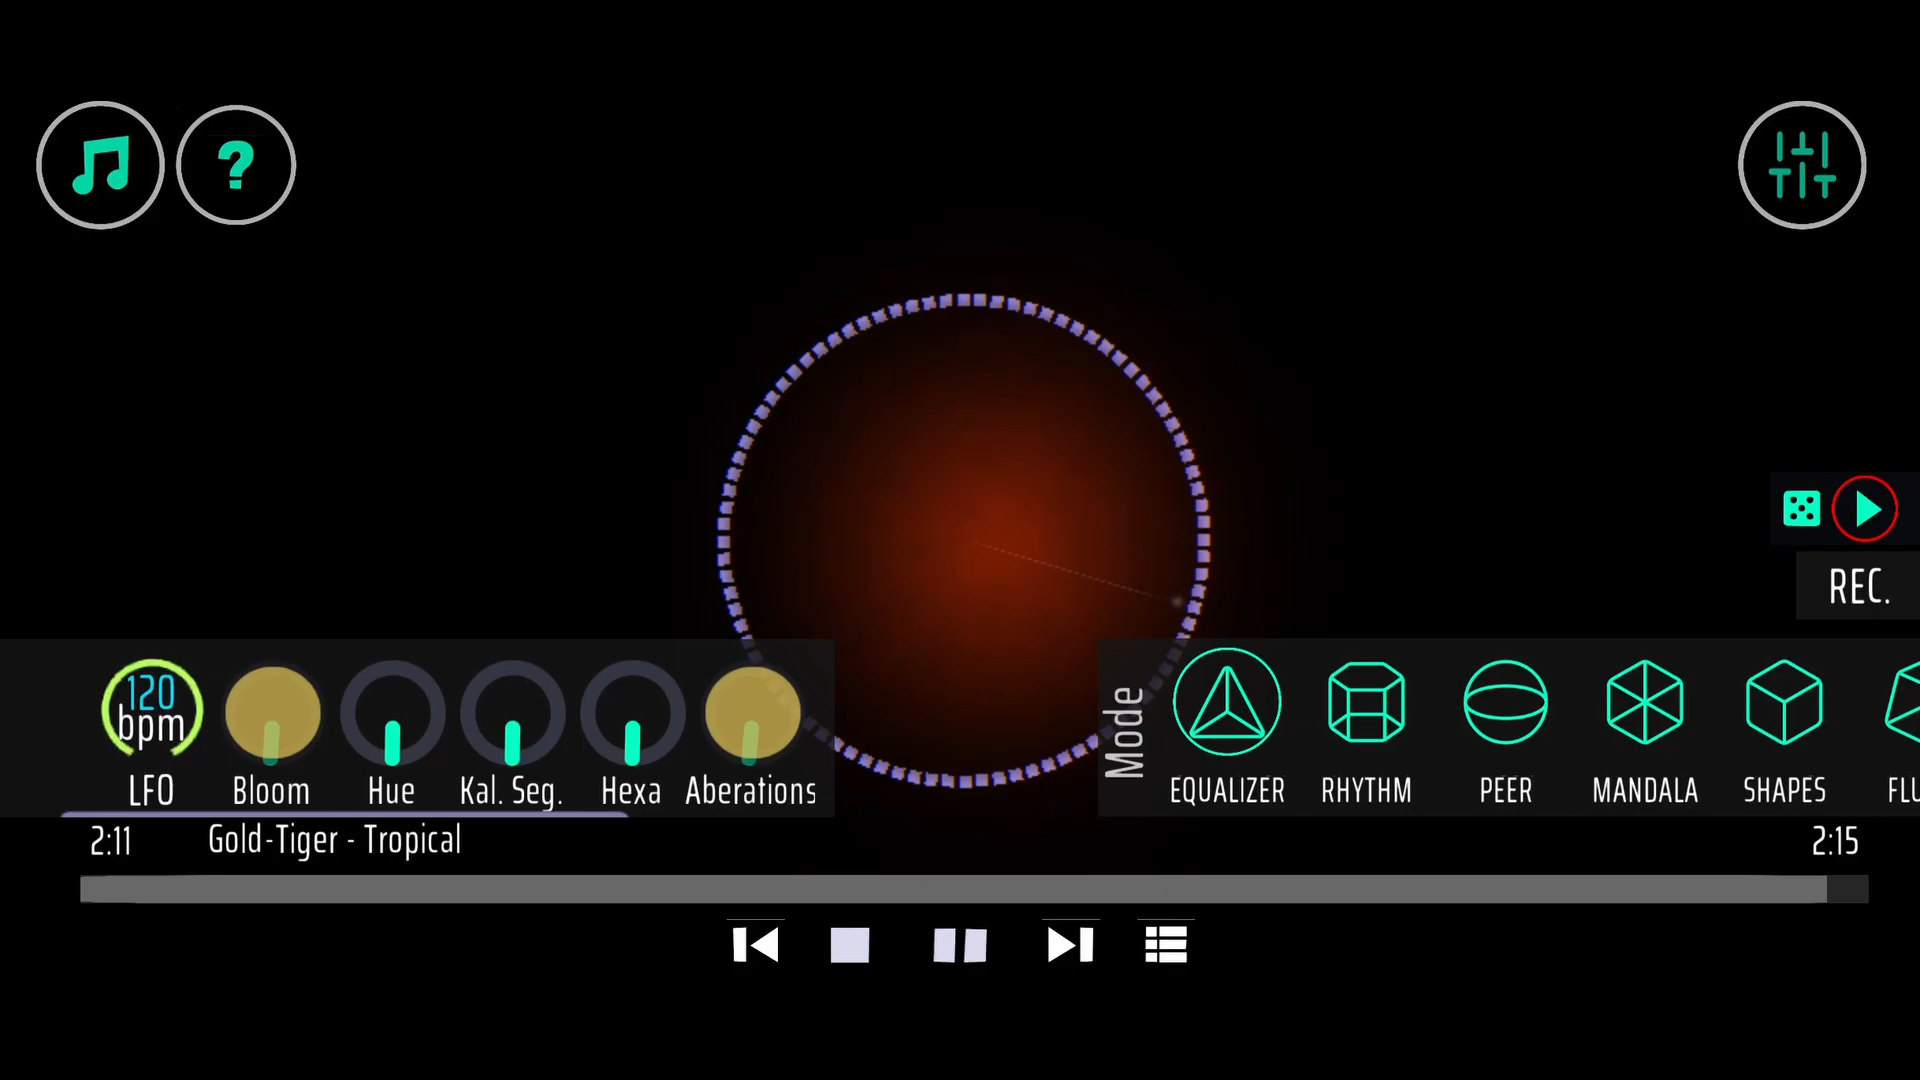 ?
REC.
120
bpm
LFO
Bloom
Hue
Kal. Seg.
Hexa
Aberations
Mode
EQUALIZER
RHYTHM
PEER
MANDALA
SHAPES
FLU
2:11
Gold-Tiger - Tropical
2:15